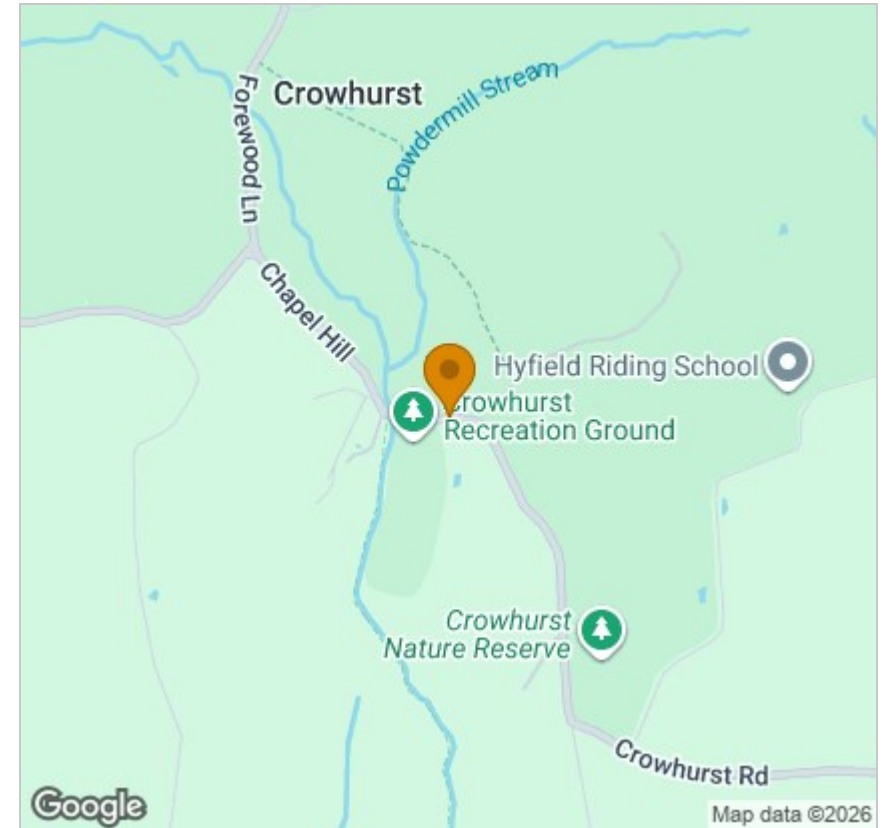 Crowhurst
Powdermill Stream
Forewood Ln
Chapel Hill
Hyfield Riding School
Crowhurst
Recreation Ground
Crowhurst
Nature Reserve
Crowhurst Rd
Google
Map data ©2026